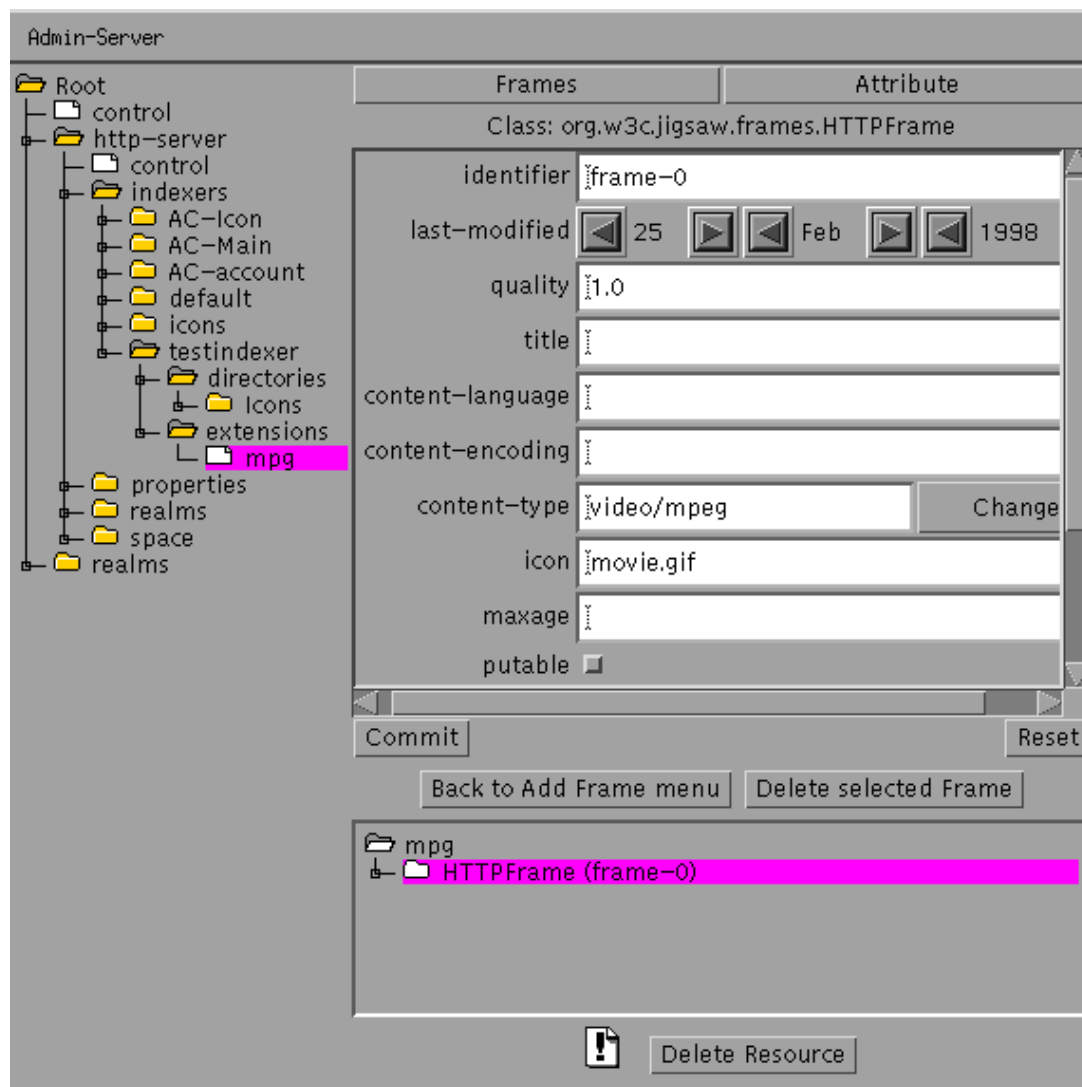 Admin-Server
Root
control
http-server
control
indexers
AC-Icon
AC-Main
AC-account
default
icons
testindexer
directories
Icons
extensions
mpg
properties
realms
space
realms
Frames Attribute
Class: org.w3c.jigsaw.frames.HTTPFrame
identifier frame-0
last-modified 25 Feb 1998
quality 1.0
title
content-language
content-encoding
content-type video/mpeg Change
icon movie.gif
maxage
putable
Commit Reset
Back to Add Frame menu Delete selected Frame
mpg
HTTPFrame (frame-0)
Delete Resource